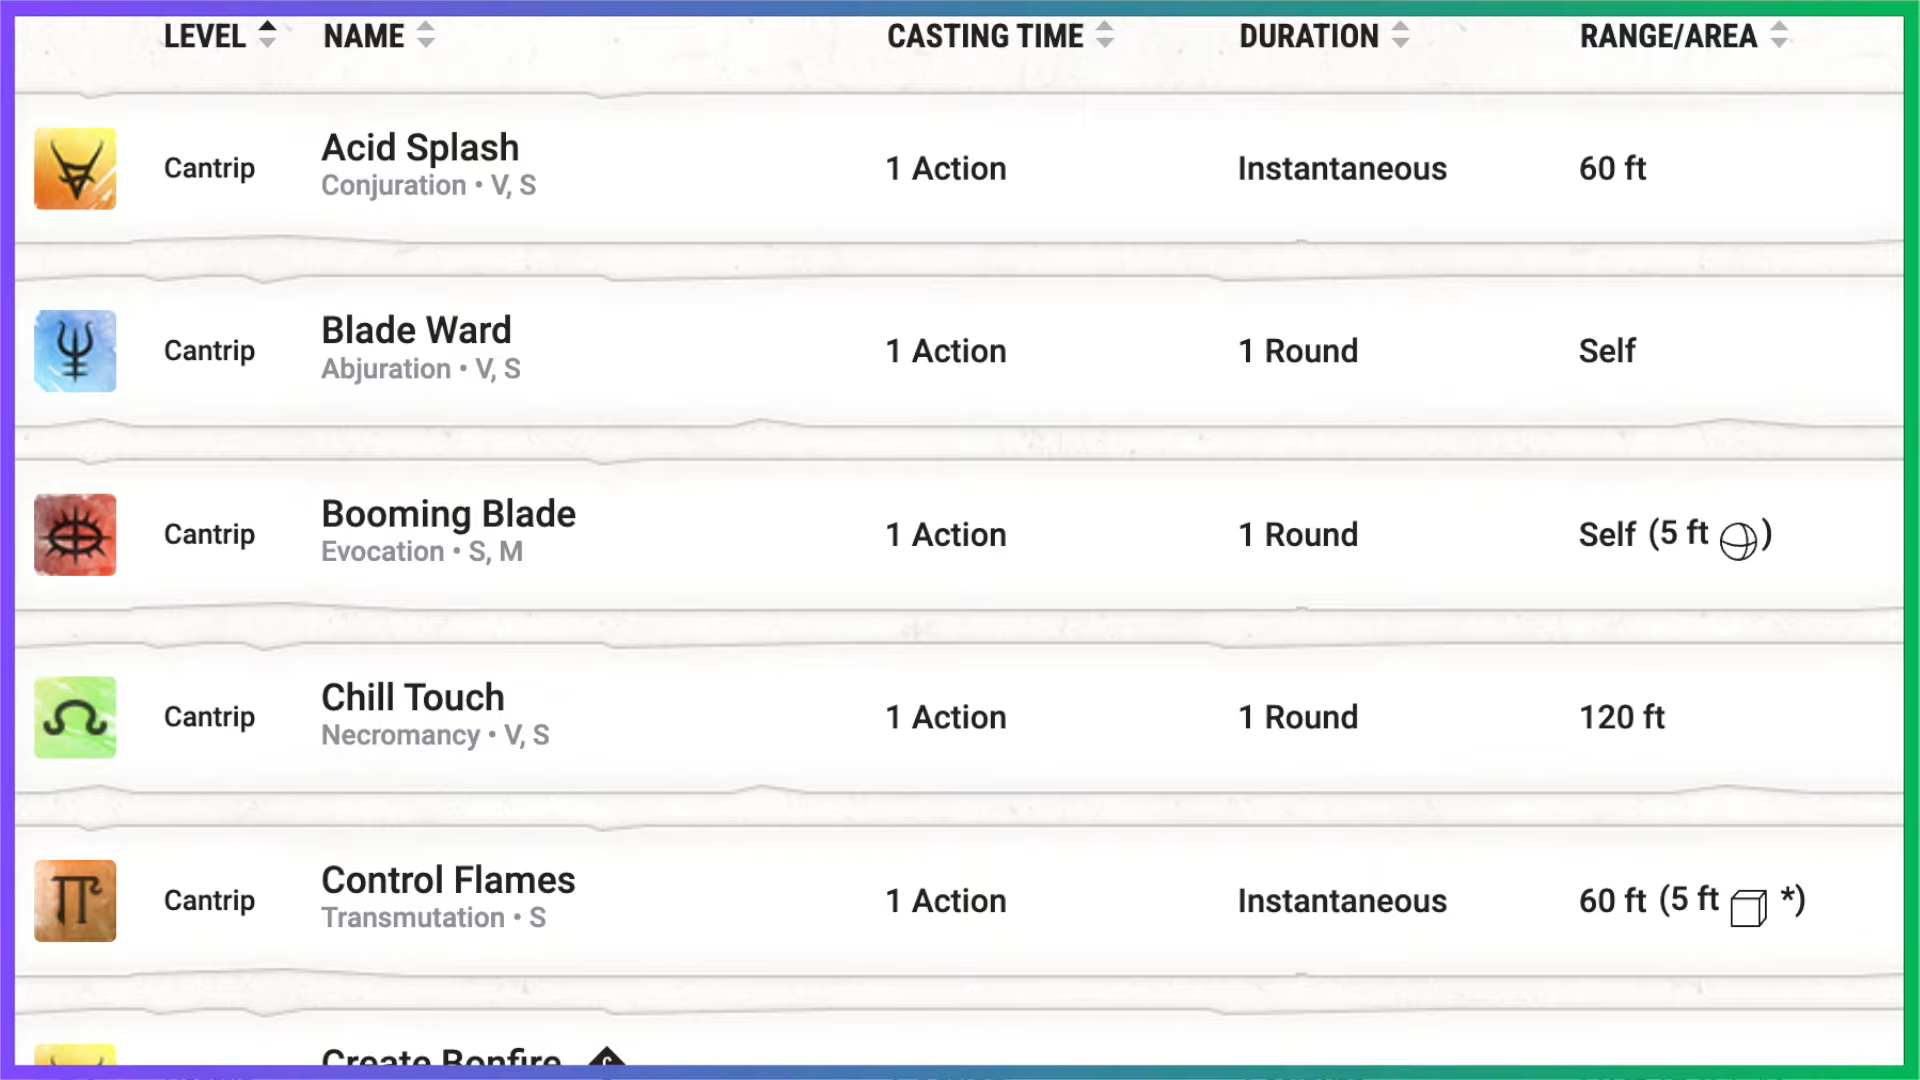 LEVEL NAME CASTING TIME DURATION RANGE/AREA
Cantrip Acid Splash 1 Action Instantaneous 60 ft
Conjuration • V, S
Cantrip Blade Ward 1 Action 1 Round Self
Abjuration • V, S
Cantrip Booming Blade 1 Action 1 Round Self (5 ft )
Evocation • S, M
Cantrip Chill Touch 1 Action 1 Round 120 ft
Necromancy • V, S
Cantrip Control Flames 1 Action Instantaneous 60 ft (5 ft *)
Transmutation • S
Create Bonfire C